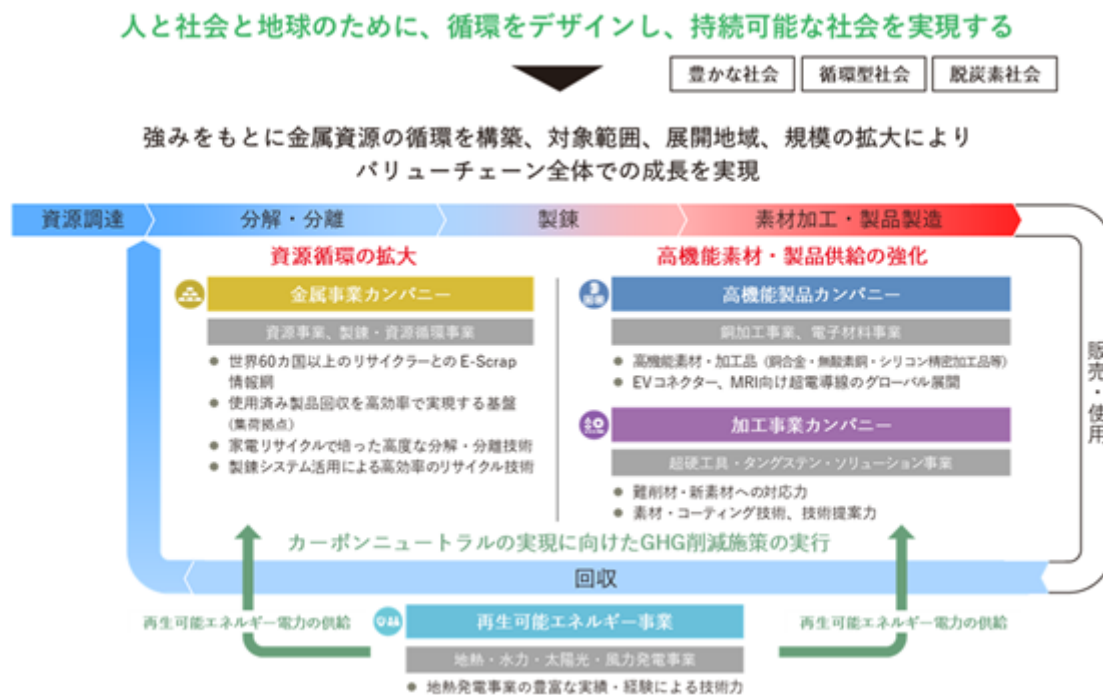 人と社会と地球のために、循環をデザインし、持続可能な社会を実現する
豊かな社会
循環型社会
脱炭素社会
強みをもとに金属資源の循環を構築、対象範囲、展開地域、規模の拡大により
バリューチェーン全体での成長を実現
資源調達
分解・分離
製錬
素材加工・製品製造
資源循環の拡大
金属事業カンパニー
資源事業、製錬・資源循環事業
世界60カ国以上のリサイクラーとの E-Scrap
情報網
使用済み製品回収を高効率で実現する基盤
(集荷拠点)
家電リサイクルで培った高度な分解・分離技術
製錬システム活用による高効率のリサイクル技術
高機能素材・製品供給の強化
高機能製品カンパニー
銅加工事業、電子材料事業
高機能素材・加工品（銅合金・無酸素銅・シリコン精密加工品等）
EVコネクター、MRI向け超電導線のグローバル展開
加工事業カンパニー
超硬工具・タングステン・ソリューション事業
難削材・新素材への対応力
素材・コーティング技術、技術提案力
販売・使用
カーボンニュートラルの実現に向けたGHG削減施策の実行
回収
再生可能エネルギー電力の供給
再生可能エネルギー事業
再生可能エネルギー電力の供給
地熱・水力・太陽光・風力発電事業
地熱発電事業の豊富な実績・経験による技術力